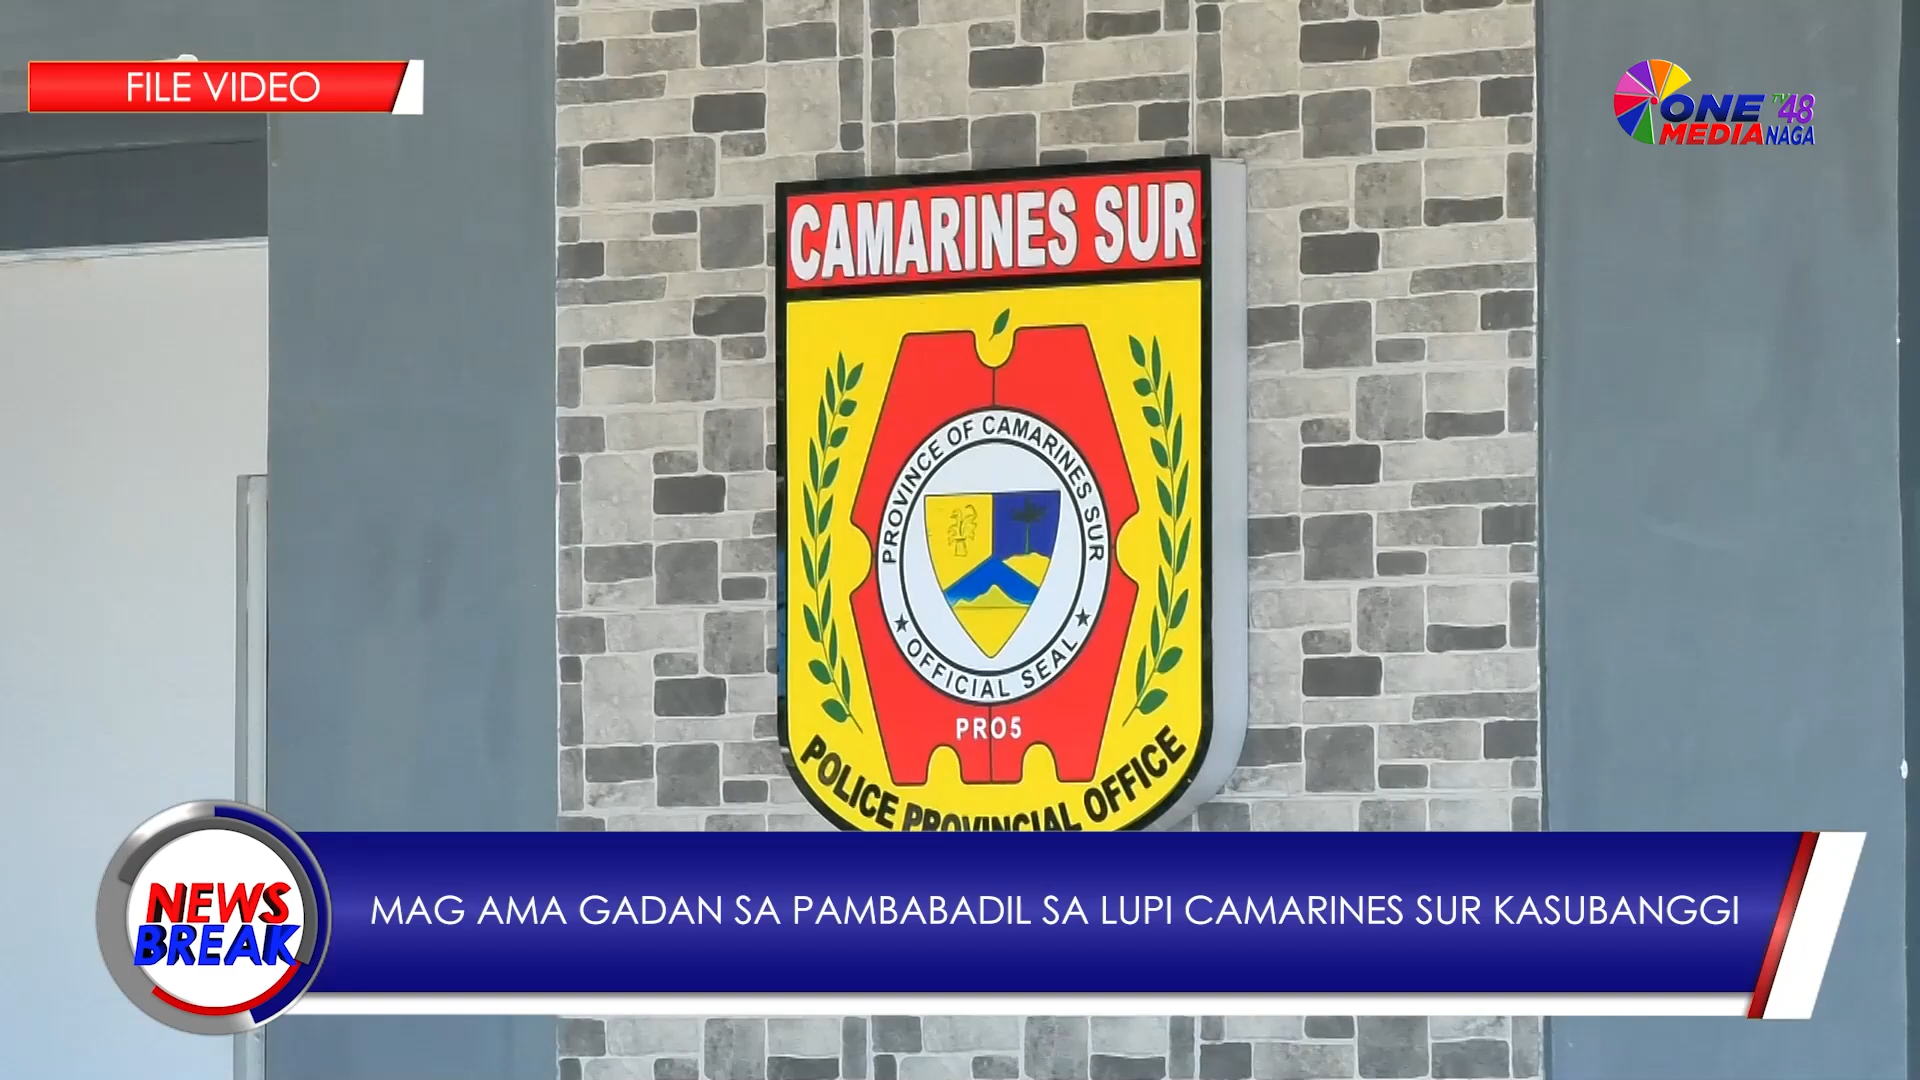 FILE VIDEO
ONE TV48
MEDIA NAGA
CAMARINES SUR
PROVINCE OF CAMARINES SUR
OFFICIAL SEAL
PRO5
POLICE PROVINCIAL OFFICE
NEWS
BREAK
MAG AMA GADAN SA PAMBABADIL SA LUPI CAMARINES SUR KASUBANGGI